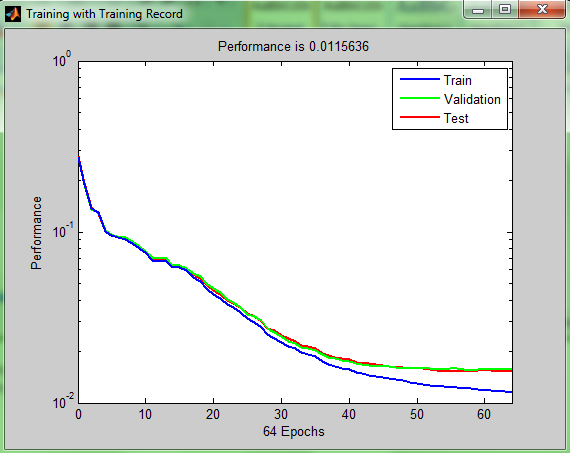 Training with Training Record
Performance is 0.0115636
10^0
10^-1
10^-2
Performance
Train
Validation
Test
0 10 20 30 40 50 60
64 Epochs